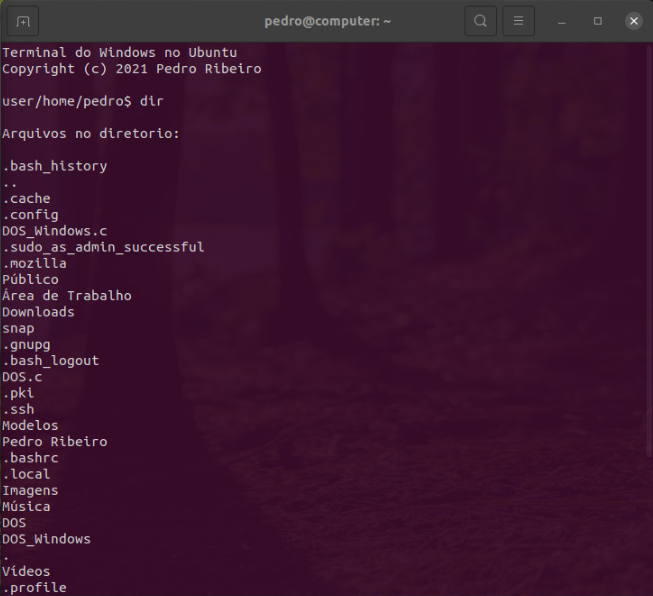 pedro@computer: ~
Terminal do Windows no Ubuntu
Copyright (c) 2021 Pedro Ribeiro
user/home/pedro$ dir
Arquivos no diretorio:
.bash_history
..
.cache
.config
DOS_Windows.c
.sudo_as_admin_successful
.mozilla
Público
Área de Trabalho
Downloads
snap
.gnupg
.bash_logout
DOS.c
.pki
.ssh
Modelos
Pedro Ribeiro
.bashrc
.local
Imagens
Música
DOS
DOS_Windows
.
Vídeos
.profile